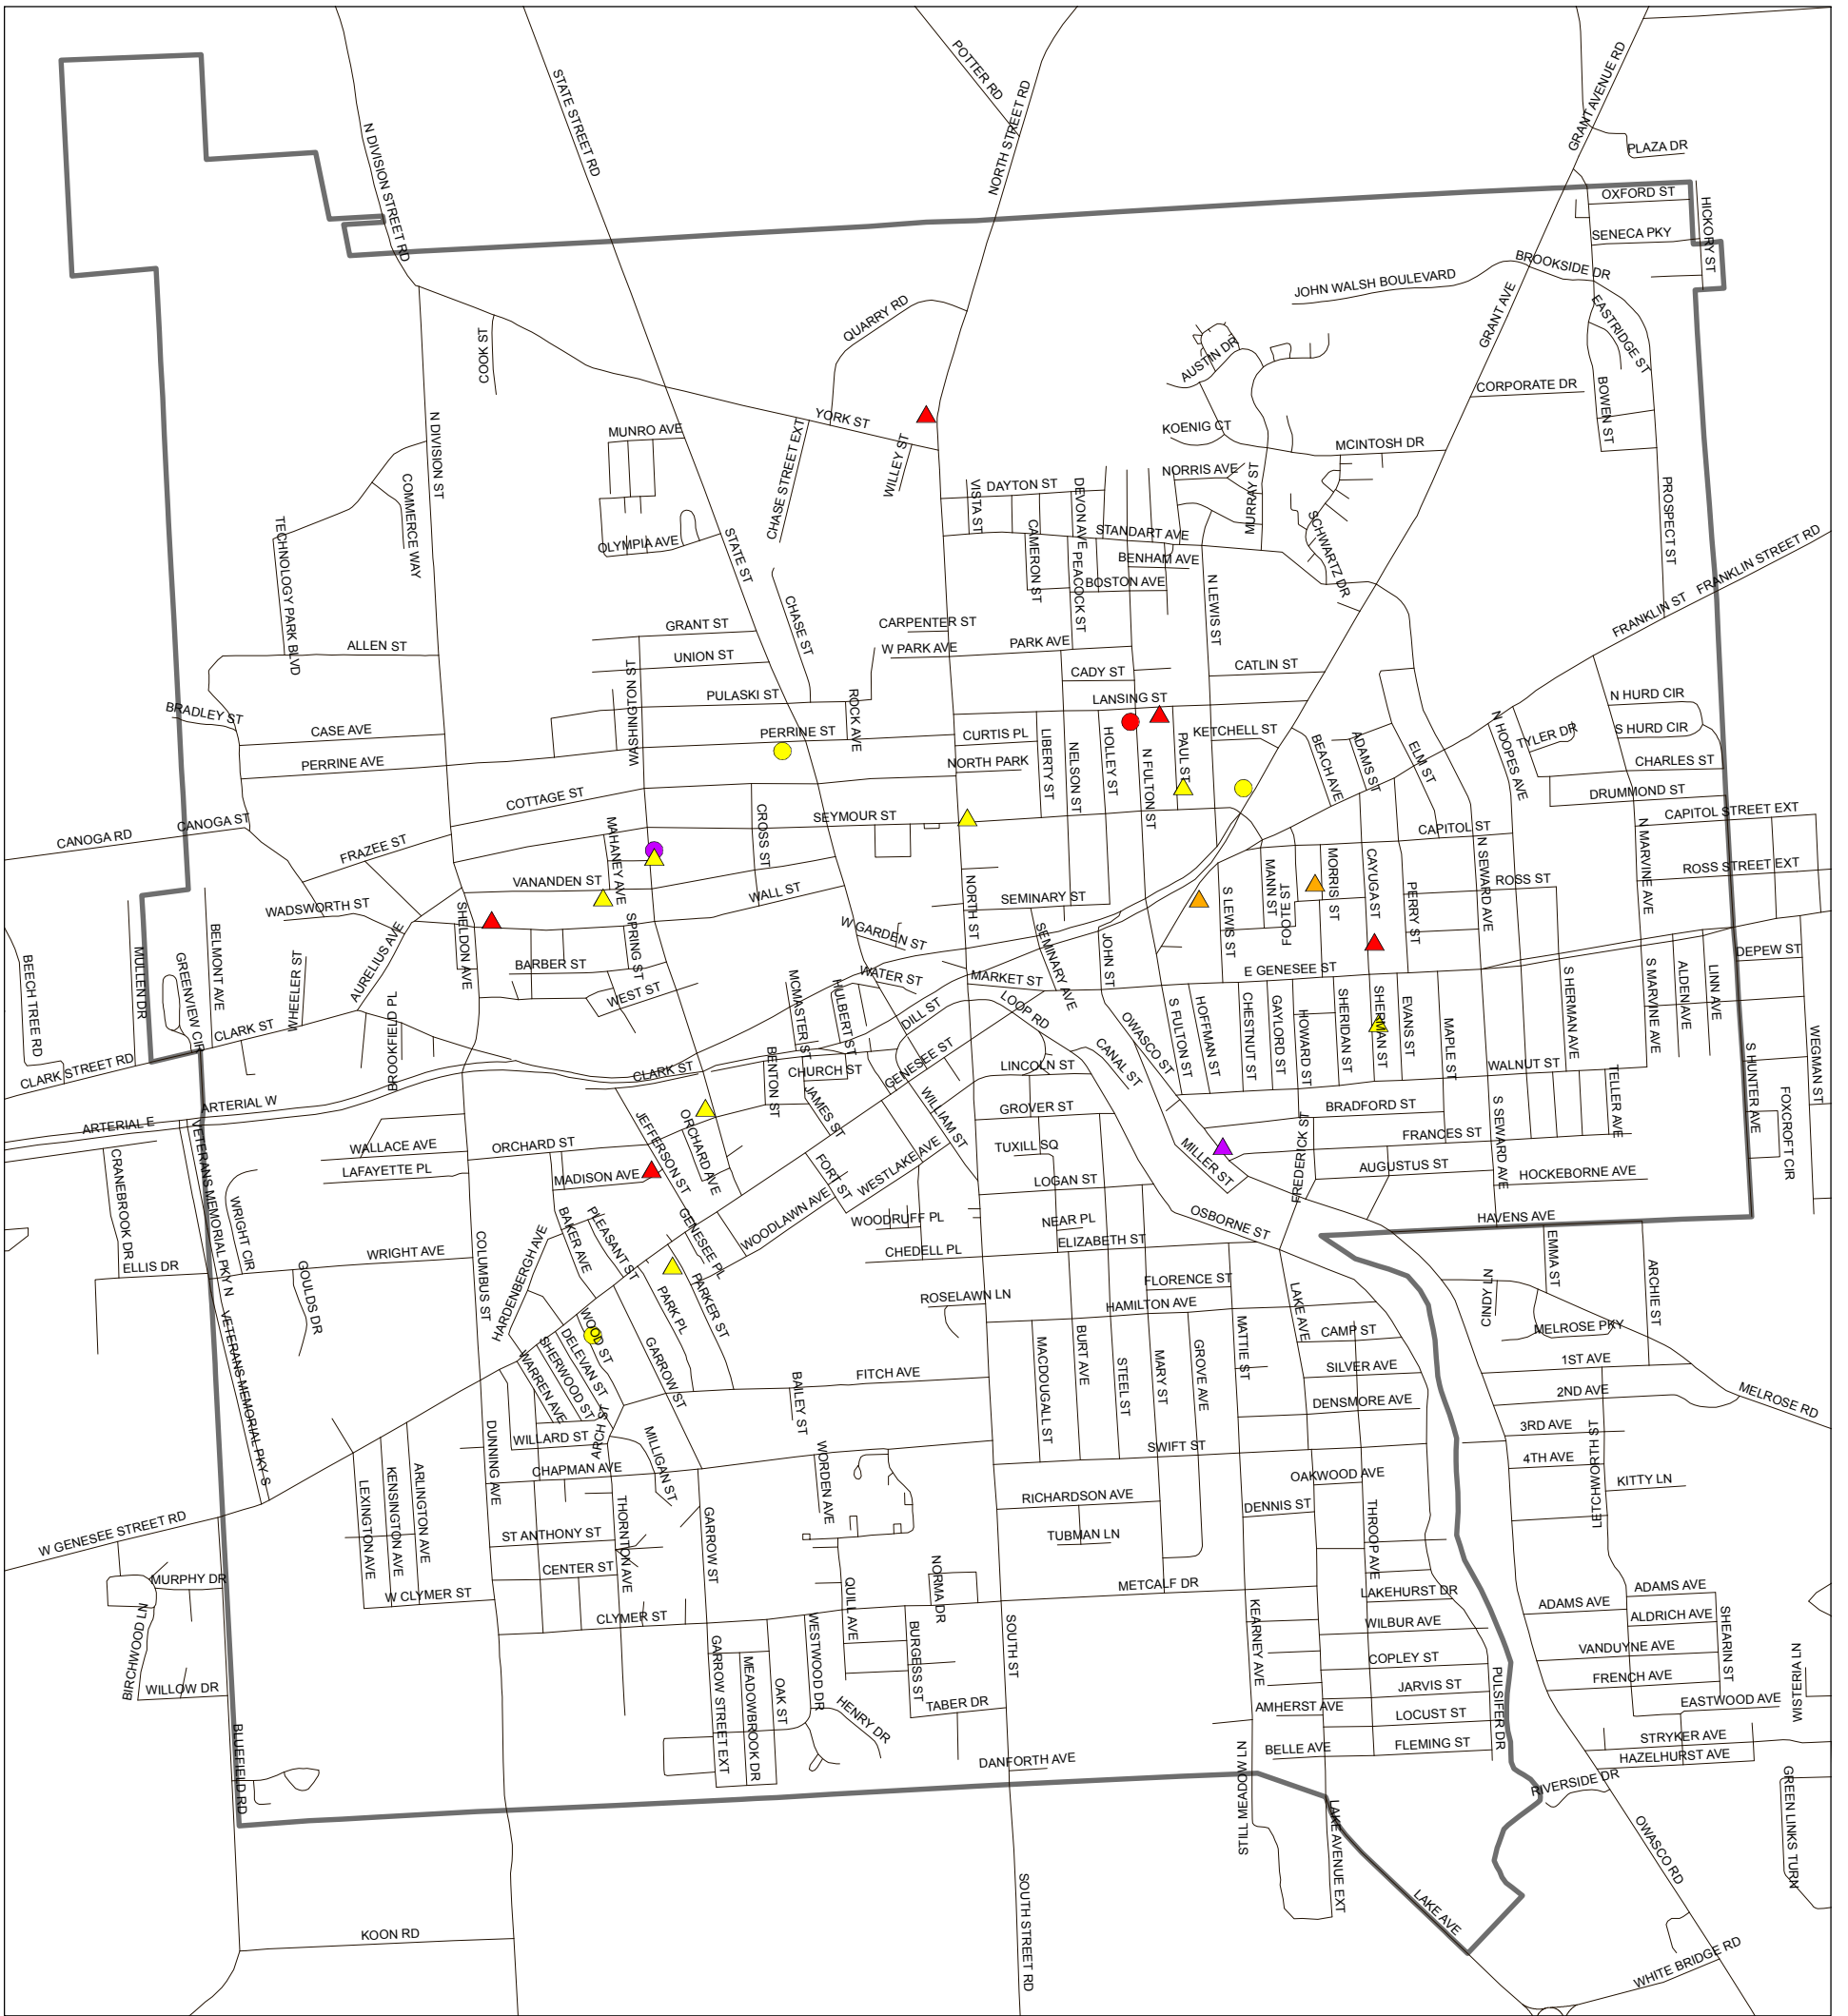 POTTER RD
STATE STREET RD
GRANT AVENUE RD
N DIVISION STREET RD
NORTH STREET RD
PLAZA DR
OXFORD ST
HICKORY ST
SENECA PKY
BROOKSIDE DR
JOHN WALSH BOULEVARD
QUARRY RD
GRANT AVE
EASTRIDGE ST
COOK ST
AUSTIN DR
CORPORATE DR
BOWEN ST
YORK ST
MUNRO AVE
CHASE STREET EXT
WILLEY ST
KOENIG CT
MCINTOSH DR
N DIVISION ST
COMMERCE WAY
NORRIS AVE
MURRAY ST
DAYTON ST
VISTA ST
DEVON AVE
PROSPECT ST
TECHNOLOGY PARK BLVD
OLYMPIA AVE
STATE ST
CAMERON ST
STANDART AVE
SCHWARTZ DR
BENHAM AVE
PEACOCK ST
BOSTON AVE
FRANKLIN STREET RD
FRANKLIN ST
N LEWIS ST
CHASE ST
GRANT ST
CARPENTER ST
ALLEN ST
UNION ST
W PARK AVE
PARK AVE
CATLIN ST
CADY ST
WASHINGTON ST
PULASKI ST
ROCK AVE
LANSING ST
N HURD CIR
BRADLEY ST
CASE AVE
PERRINE ST
CURTIS PL
KETCHELL ST
N HOOPES AVE
TYLER DR
S HURD CIR
LIBERTY ST
NELSON ST
HOLLEY ST
N FULTON ST
PAUL ST
BEACH AVE
ADAMS ST
ELM ST
PERRINE AVE
NORTH PARK
CHARLES ST
COTTAGE ST
DRUMMOND ST
CROSS ST
SEYMOUR ST
CANOGA RD
CANOGA ST
CAPITOL ST
CAPITOL STREET EXT
FRAZEE ST
MAHANEY AVE
N MARVINE AVE
N SEWARD AVE
ROSS STREET EXT
VANANDEN ST
WALL ST
SEMINARY ST
MANN ST
MORRIS ST
CAYUGA ST
PERRY ST
ROSS ST
WADSWORTH ST
SHELDON AVE
SPRING ST
W GARDEN ST
NORTH ST
S LEWIS ST
FOOTE ST
AURELIUS AVE
BELMONT AVE
MULLEN DR
BEECH TREE RD
GREENVIEW CIR
WHEELER ST
BARBER ST
WEST ST
SEMINARY AVE
JOHN ST
DEPEW ST
WATER ST
MARKET ST
E GENESEE ST
MCMASTER ST
HULBERT ST
DILL ST
LOOP RD
S FULTON ST
HOFFMAN ST
CHESTNUT ST
GAYLORD ST
HOWARD ST
SHERIDAN ST
SHERMAN ST
EVANS ST
MAPLE ST
S SHERMAN AVE
S MARVINE AVE
ALDEN AVE
LINN AVE
WEGMAN ST
BROOKFIELD PL
CLARK ST
OWASCO ST
CANAL ST
CLARK STREET RD
CLARK ST
BENTON ST
CHURCH ST
GENESEE ST
LINCOLN ST
WALNUT ST
TELLER AVE
S HUNTER AVE
FOXCROFT CIR
ARTERIAL W
ARTERIAL E
JEFFERSON ST
ORCHARD AVE
JAMES ST
WILLIAM ST
GROVER ST
BRADFORD ST
S SEWARD AVE
FRANCES ST
WALLACE AVE
ORCHARD ST
LAFAYETTE PL
MADISON AVE
WESTLAKE AVE
FORT ST
TUXILL SQ
MILLER ST
FREDERICK ST
AUGUSTUS ST
HOCKEBORNE AVE
VETERANS MEMORIAL PKY N
CRANEBROOK DR
WRIGHT CIR
LOGAN ST
BAKER AVE
PLEASANT ST
GENESEE PL
WOODLAWN AVE
WOODRUFF PL
NEAR PL
OSBORNE ST
HAVENS AVE
ELLIS DR
WRIGHT AVE
CHEDELL PL
ELIZABETH ST
EMMA ST
HARDENBERGH AVE
COLUMBUS ST
GOULDS DR
PARK PL
PARKER ST
FLORENCE ST
CINDY LN
ARCHIE ST
ROSELAWN LN
HAMILTON AVE
LAKE AVE
VETERANS MEMORIAL PKY S
WOOD ST
DELEVAN ST
SHERWOOD ST
WARREN AVE
GARROW ST
CAMP ST
MELROSE PKY
MACDOUGALL ST
BURT AVE
STEEL ST
MARY ST
GROVE AVE
MATTIE ST
SILVER AVE
1ST AVE
FITCH AVE
BAILEY ST
2ND AVE
MELROSE RD
DENSMORE AVE
DUNNING AVE
WILLARD ST
ARCH ST
MILLIGAN ST
SWIFT ST
3RD AVE
LETCHWORTH ST
4TH AVE
CHAPMAN AVE
WORDEN AVE
OAKWOOD AVE
KITTY LN
LEXINGTON AVE
KENSINGTON AVE
ARLINGTON AVE
RICHARDSON AVE
DENNIS ST
THROOP AVE
W GENESEE STREET RD
ST ANTHONY ST
THORNTON AVE
GARROW ST
TUBMAN LN
CENTER ST
MURPHY DR
NORMA DR
METCALF DR
LAKEHURST DR
ADAMS AVE
W CLYMER ST
QUILL AVE
ADAMS AVE
BIRCHWOOD LN
CLYMER ST
WESTWOOD DR
BURGESS ST
SOUTH ST
KEARNEY AVE
WILBUR AVE
ALDRICH AVE
SHEARIN ST
VANDUYNE AVE
GARROW STREET EXT
MEADOWBROOK DR
OAK ST
COPLEY ST
PULSIFER DR
WISTERIA LN
WILLOW DR
JARVIS ST
FRENCH AVE
HENRY DR
TABER DR
AMHERST AVE
LOCUST ST
EASTWOOD AVE
BLUEFIELD RD
DANFORTH AVE
BELLE AVE
FLEMING ST
STRYKER AVE
HAZELHURST AVE
STILL MEADOW LN
RIVERSIDE DR
LAKE AVENUE EXT
OWASCO RD
GREEN LINKS TURN
SOUTH STREET RD
LAKE AVE
KOON RD
WHITE BRIDGE RD